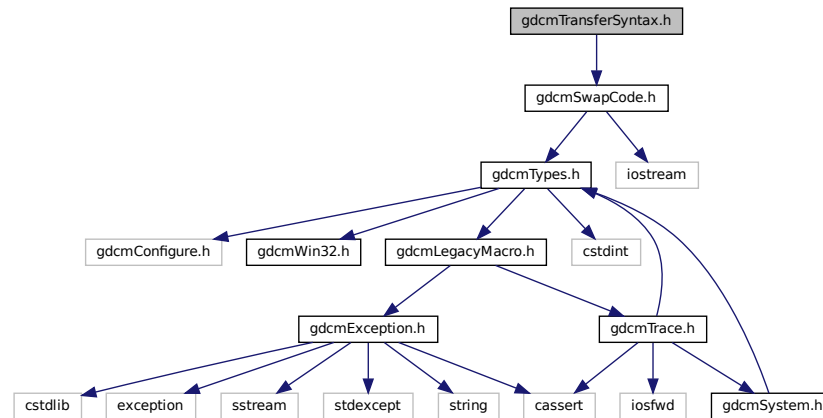 gdcmTransferSyntax.h
gdcmSwapCode.h
gdcmTypes.h
iostream
gdcmConfigure.h
gdcmWin32.h
gdcmLegacyMacro.h
cstdint
gdcmException.h
gdcmTrace.h
cstdlib
exception
sstream
stdexcept
string
cassert
iosfwd
gdcmSystem.h